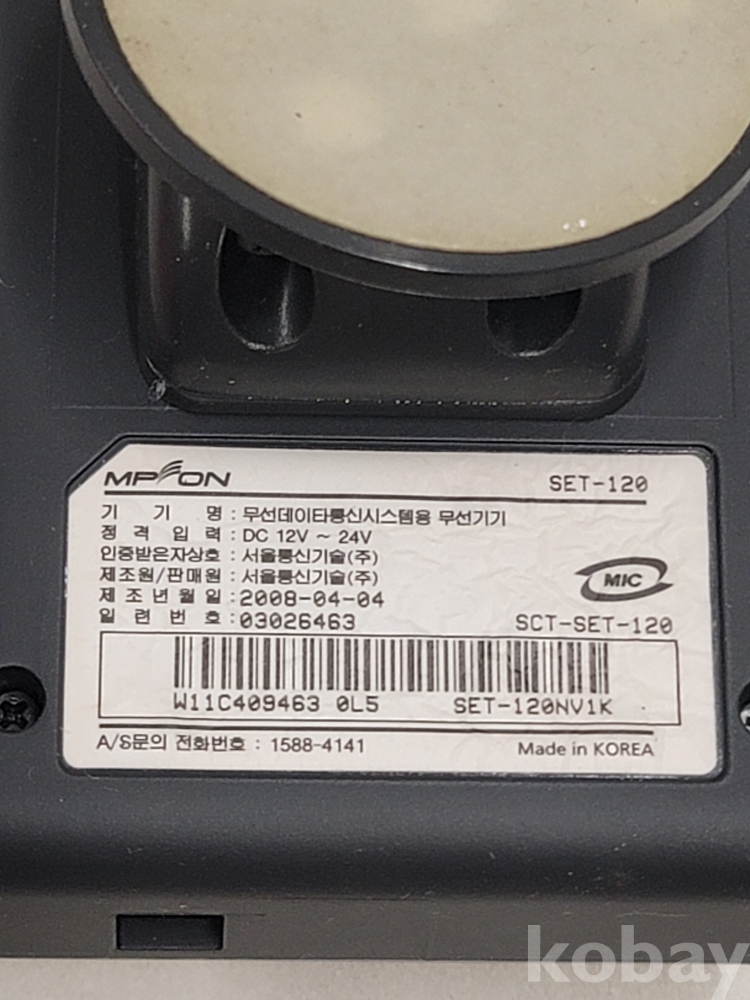 MPEON SET-120
기 기 명 : 무선데이타통신시스템용 무선기기
정 격 입 력 : DC 12V ~ 24V
인증받은자상호 : 서울통신기술(주)
제조원/판매원 : 서울통신기술(주)
제 조 년 월 일 : 2008-04-04
MIC
일 련 번 호 : 03026463 SCT-SET-120
W11C409463 0L5 SET-120NV1K
A/S문의 전화번호 : 1588-4141 Made in KOREA
kobay